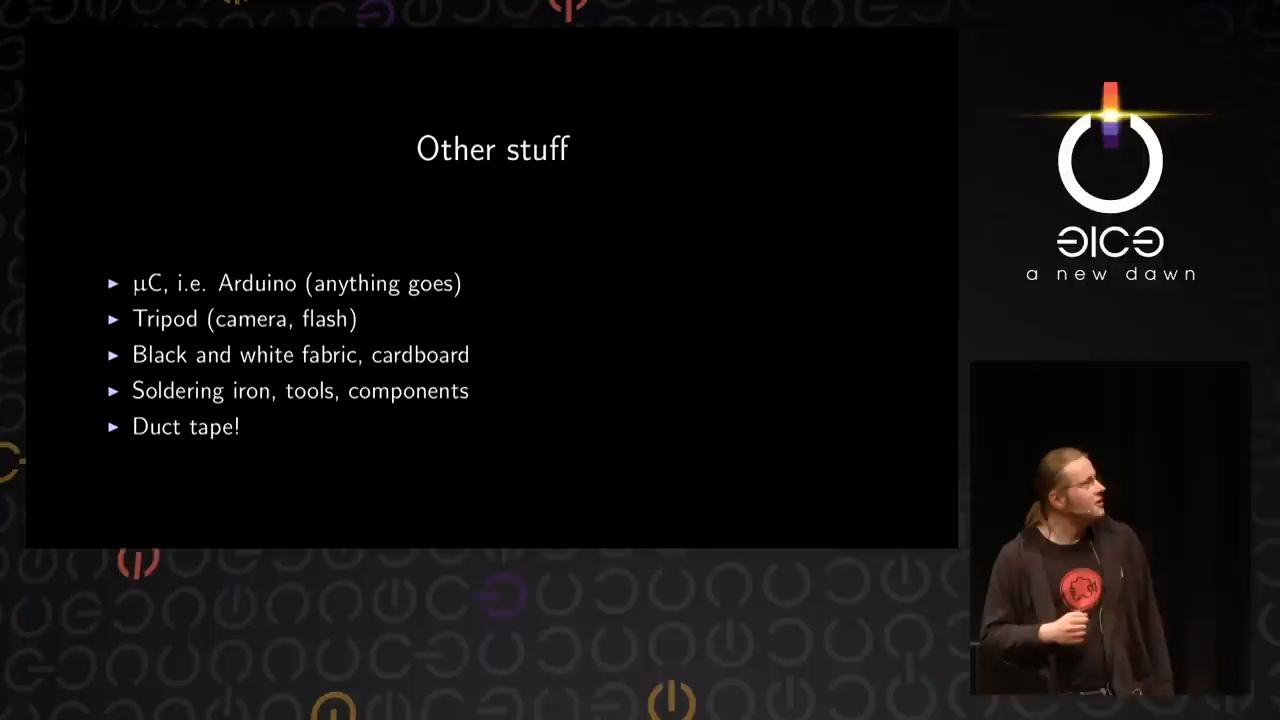 Other stuff
▶ µC, i.e. Arduino (anything goes)
▶ Tripod (camera, flash)
▶ Black and white fabric, cardboard
▶ Soldering iron, tools, components
▶ Duct tape!
a new dawn